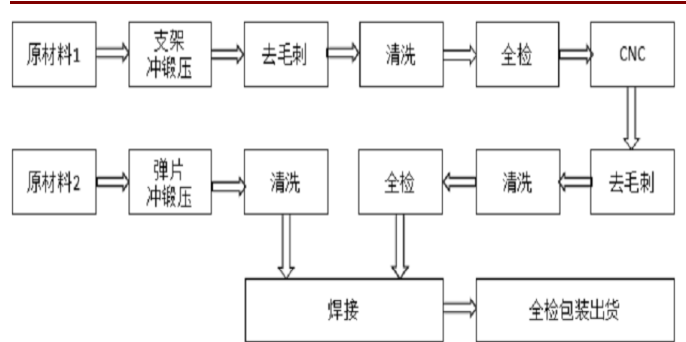 原材料1
支架
冲锻压
去毛刺
清洗
全检
CNC
原材料2
弹片
冲锻压
清洗
全检
清洗
去毛刺
焊接
全检包装出货